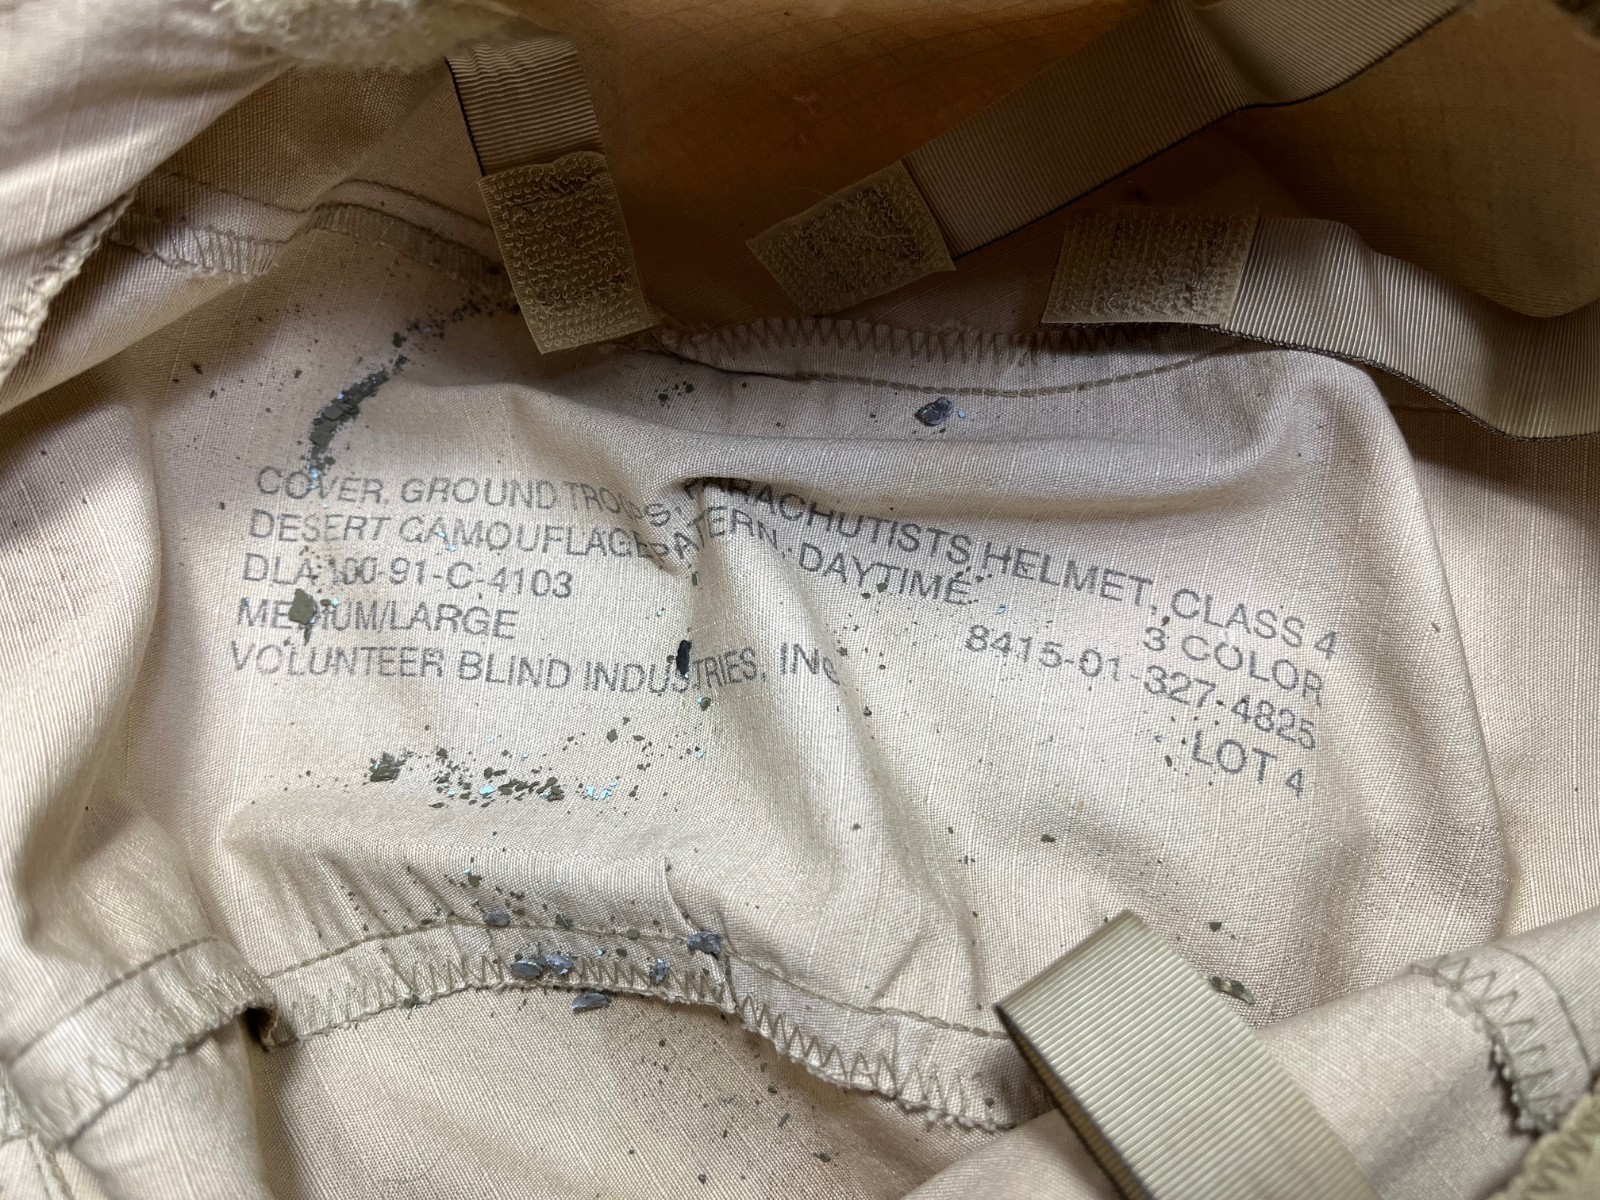 COVER, GROUND TROOPS, PARACHUTISTS HELMET, CLASS 4
DESERT CAMOUFLAGE PATERN, DAYTIME 3 COLOR
DLA 100-91-C-4103 8415-01-327-4825
MEDIUM/LARGE LOT 4
VOLUNTEER BLIND INDUSTRIES, INC